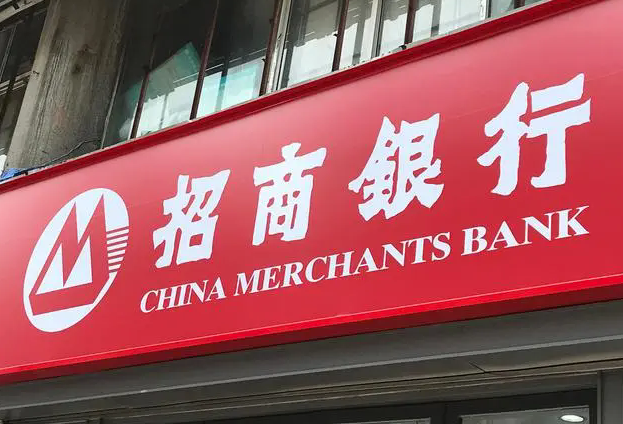 招商銀行
CHINA MERCHANTS BANK